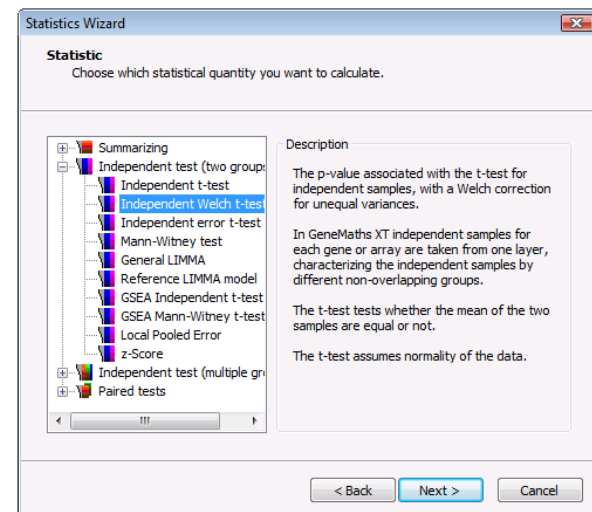 Statistics Wizard
Statistic
Choose which statistical quantity you want to calculate.
Summarizing
Independent test (two groups
Independent t-test
Independent Welch t-test
Independent error t-test
Mann-Witney test
General LIMMA
Reference LIMMA model
GSEA Independent t-test
GSEA Mann-Witney t-test
Local Pooled Error
z-Score
Independent test (multiple gro
Paired tests
Description
The p-value associated with the t-test for
independent samples, with a Welch correction
for unequal variances.
In GeneMaths XT independent samples for
each gene or array are taken from one layer,
characterizing the independent samples by
different non-overlapping groups.
The t-test tests whether the mean of the two
samples are equal or not.
The t-test assumes normality of the data.
< Back
Next >
Cancel